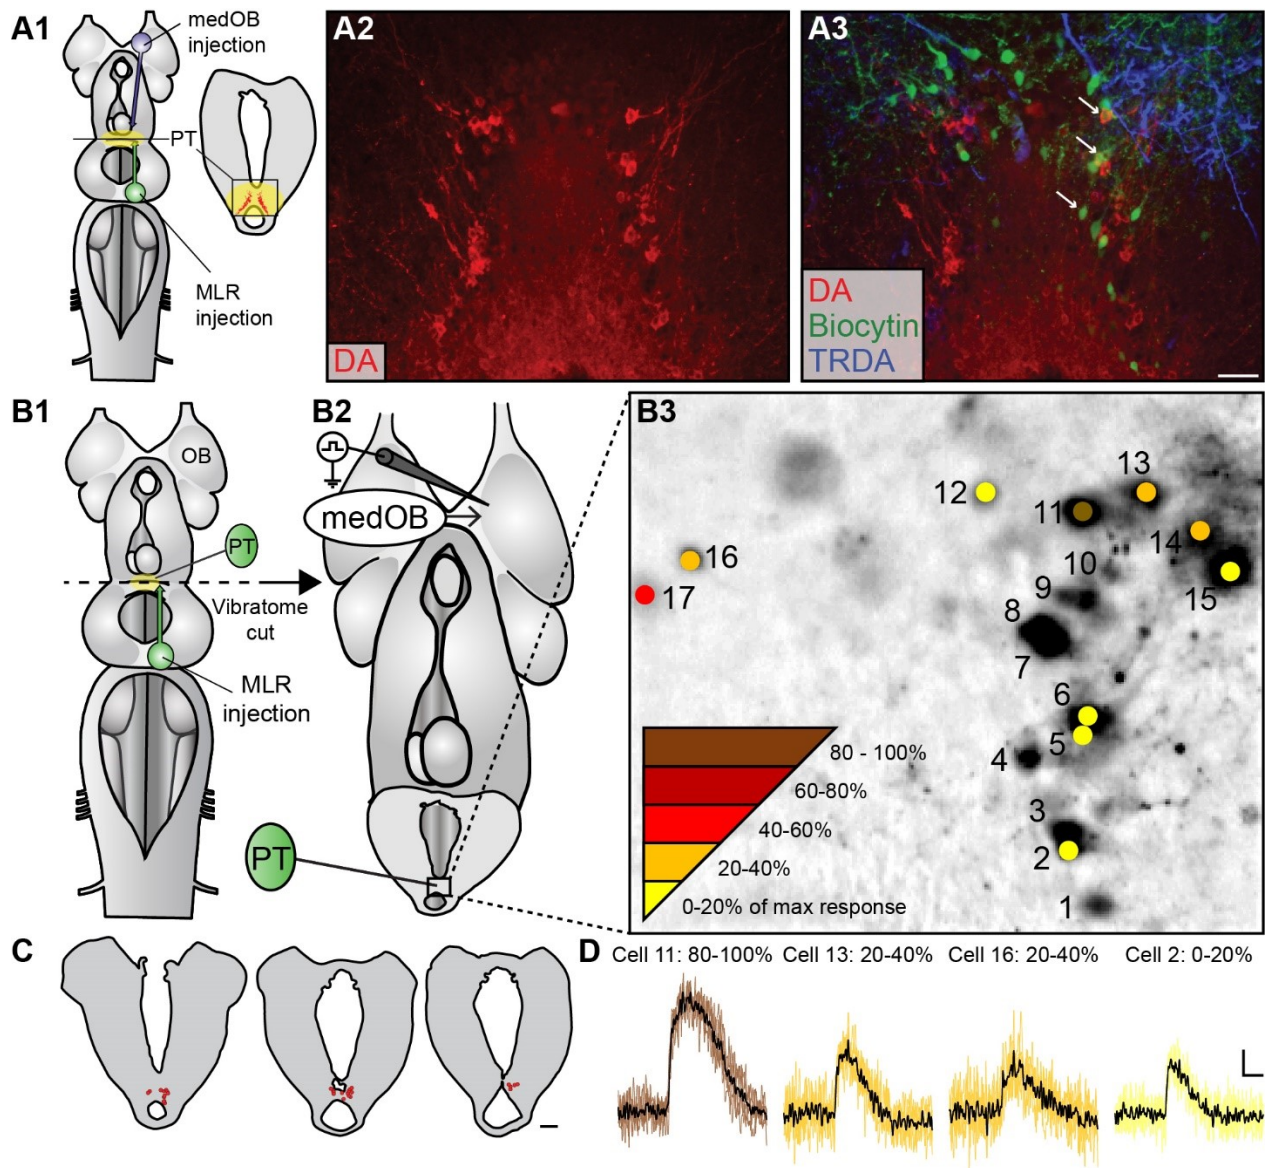 A1
medOB
injection
PT
MLR
injection
A2
DA
A3
DA
Biocytin
TRDA
B1
OB
PT
Vibratome
cut
MLR
injection
B2
medOB
PT
B3
12
13
11
14
16
10
15
17
9
8
7
6
5
4
3
2
1
80 - 100%
60-80%
40-60%
20-40%
0-20% of max response
C
D
Cell 11: 80-100%
Cell 13: 20-40%
Cell 16: 20-40%
Cell 2: 0-20%